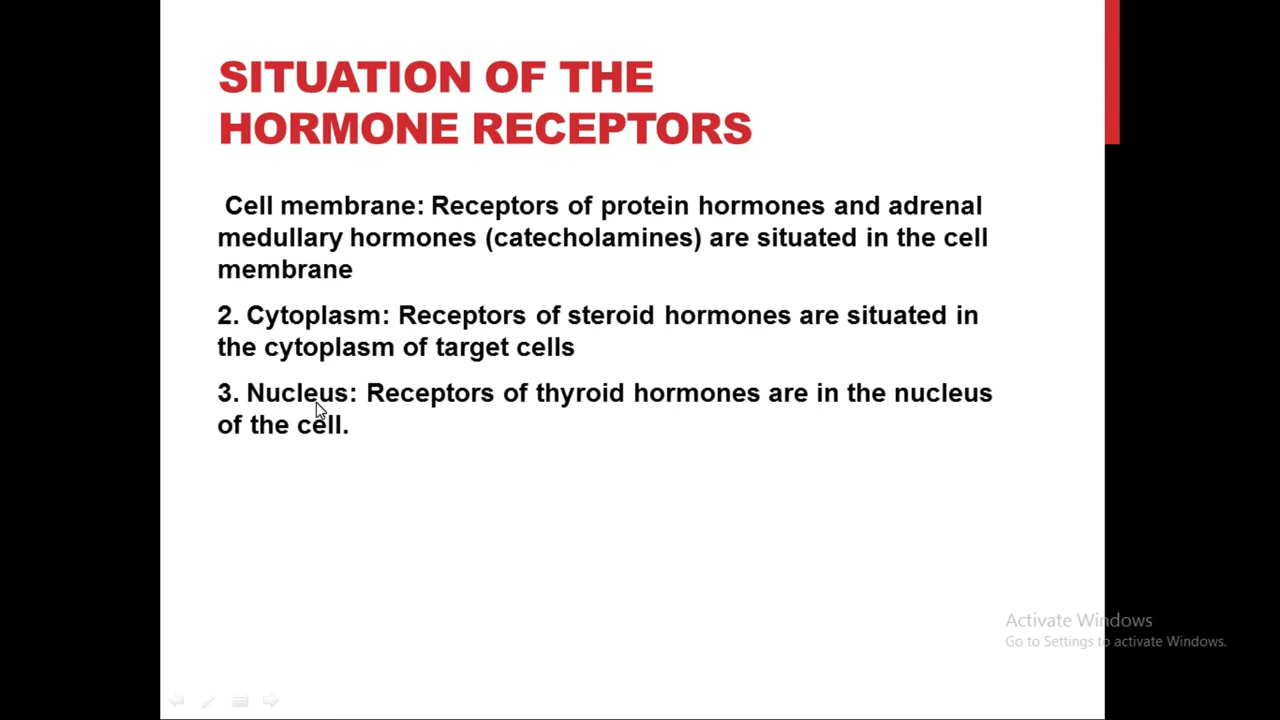 SITUATION OF THE
HORMONE RECEPTORS
Cell membrane: Receptors of protein hormones and adrenal
medullary hormones (catecholamines) are situated in the cell
membrane
2. Cytoplasm: Receptors of steroid hormones are situated in
the cytoplasm of target cells
3. Nucleus: Receptors of thyroid hormones are in the nucleus
of the cell.
Activate Windows
Go to Settings to activate Windows.